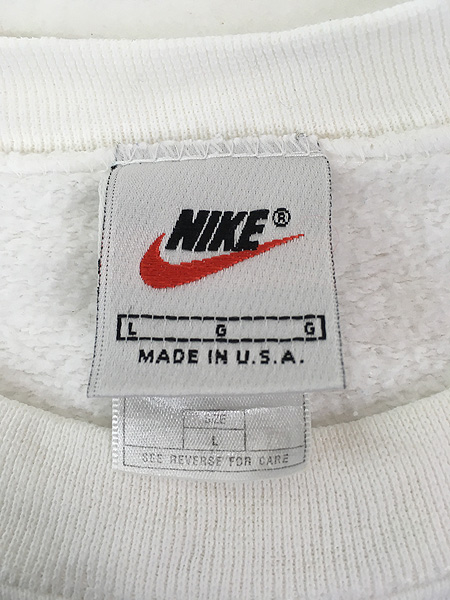 NIKE®
L G G
MADE IN U.S.A.
SIZE
L
SEE REVERSE FOR CARE